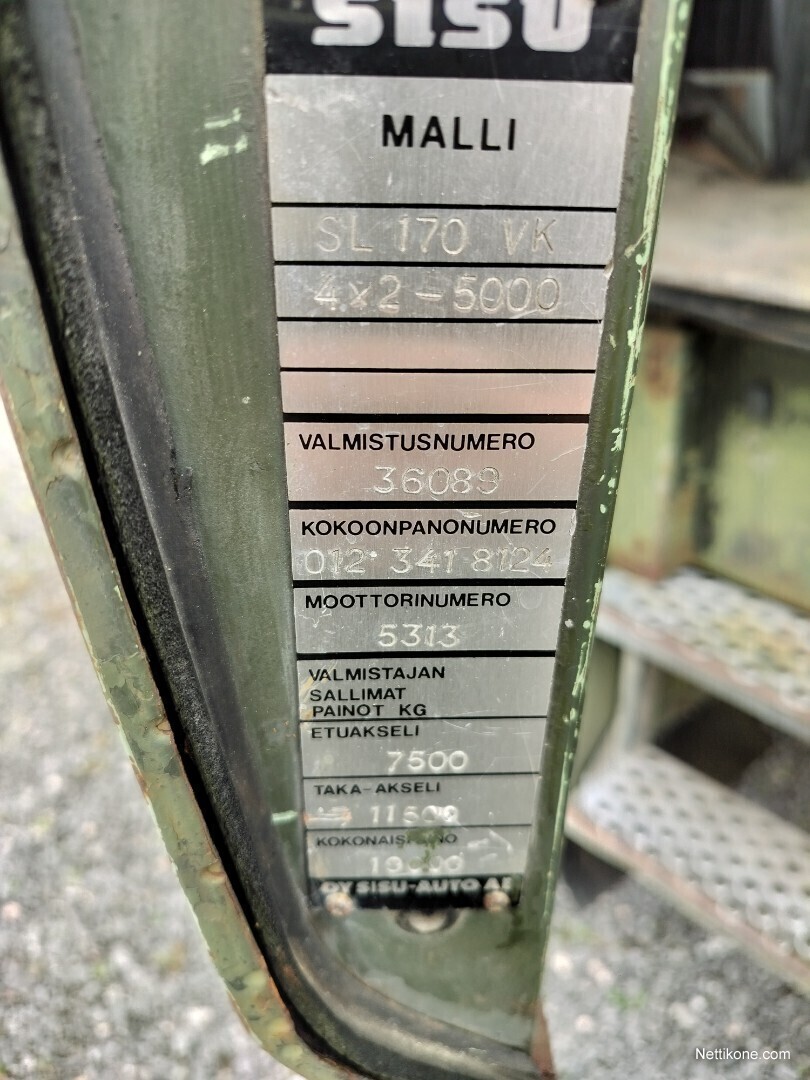 SISU
MALLI
SL 170 VK
4x2-5000
VALMISTUSNUMERO
36089
KOKOONPANONUMERO
012 341 8124
MOOTTORINUMERO
5313
VALMISTAJAN
SALLIMAT
PAINOT KG
ETUAKSELI
7500
TAKA-AKSELI
11500
KOKONAISPAINO
OY SISU-AUTO AB
Nettikone.com